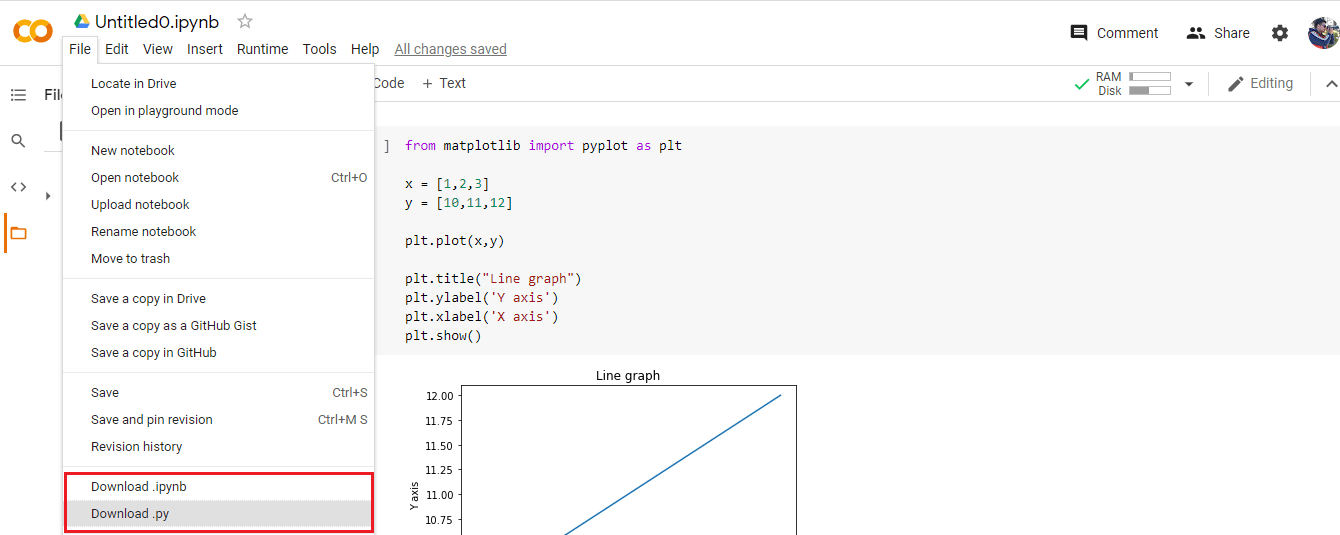 Untitled0.ipynb
File Edit View Insert Runtime Tools Help All changes saved
Comment Share
Locate in Drive
Open in playground mode
New notebook
Open notebook Ctrl+O
Upload notebook
Rename notebook
Move to trash
Save a copy in Drive
Save a copy as a GitHub Gist
Save a copy in GitHub
Save Ctrl+S
Save and pin revision Ctrl+M S
Revision history
Download .ipynb
Download .py
Fil
Code + Text
RAM
Disk
Editing
] from matplotlib import pyplot as plt
x = [1,2,3]
y = [10,11,12]
plt.plot(x,y)
plt.title("Line graph")
plt.ylabel('Y axis')
plt.xlabel('X axis')
plt.show()
Line graph
12.00
11.75
11.50
11.25
11.00
10.75
Y axis